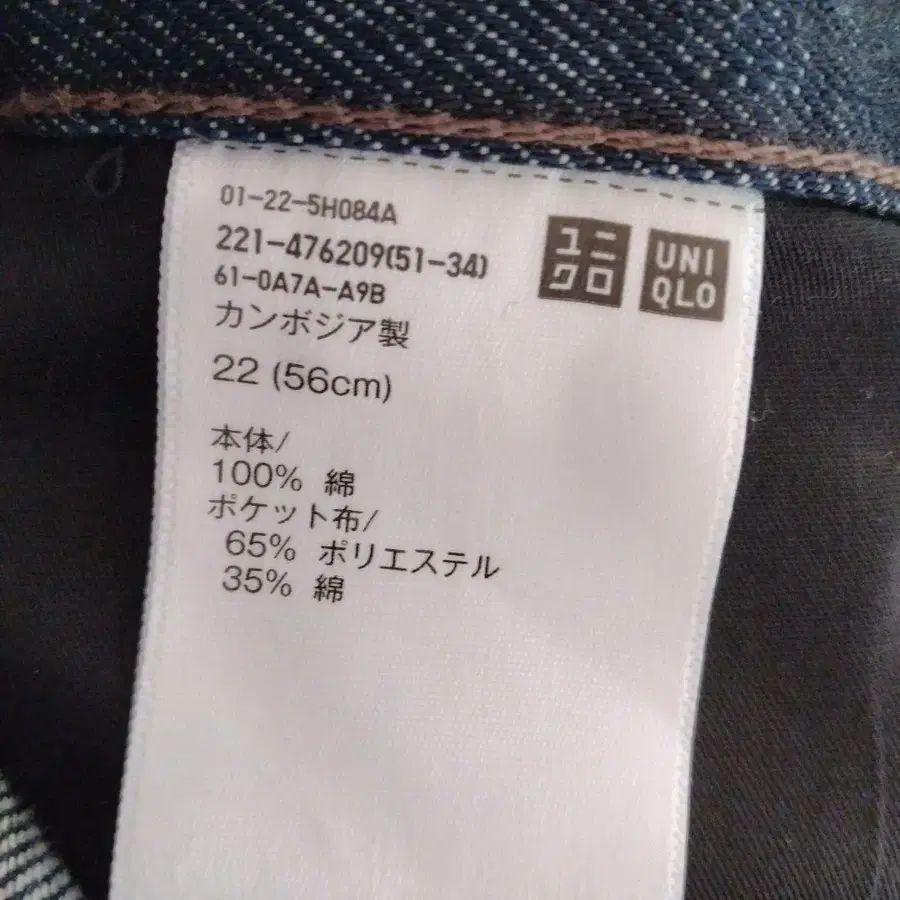 01-22-5H084A
221-476209(51-34)
61-0A7A-A9B
カンボジア製
22 (56cm)
本体/
100% 綿
ポケット布/
65% ポリエステル
35% 綿
ユニ
クロ
UNI
QLO